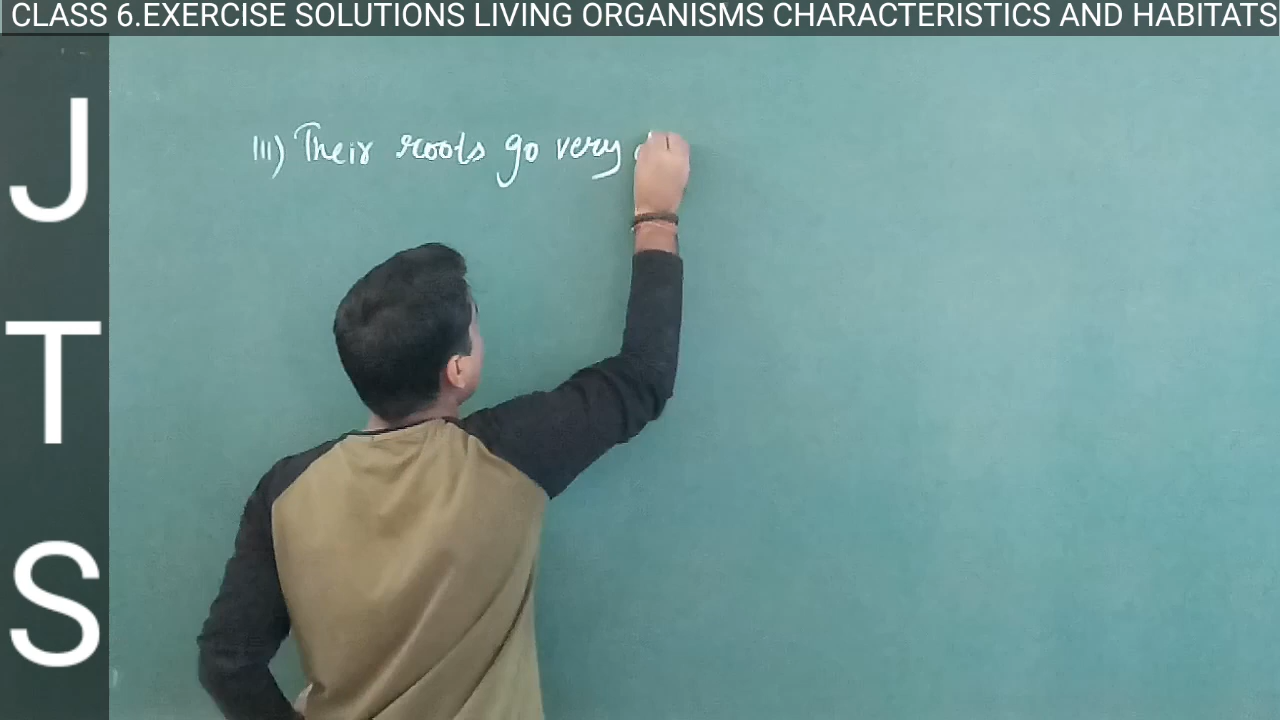 CLASS 6.EXERCISE SOLUTIONS LIVING ORGANISMS CHARACTERISTICS AND HABITATS
J
T
S
III) Their roots go very